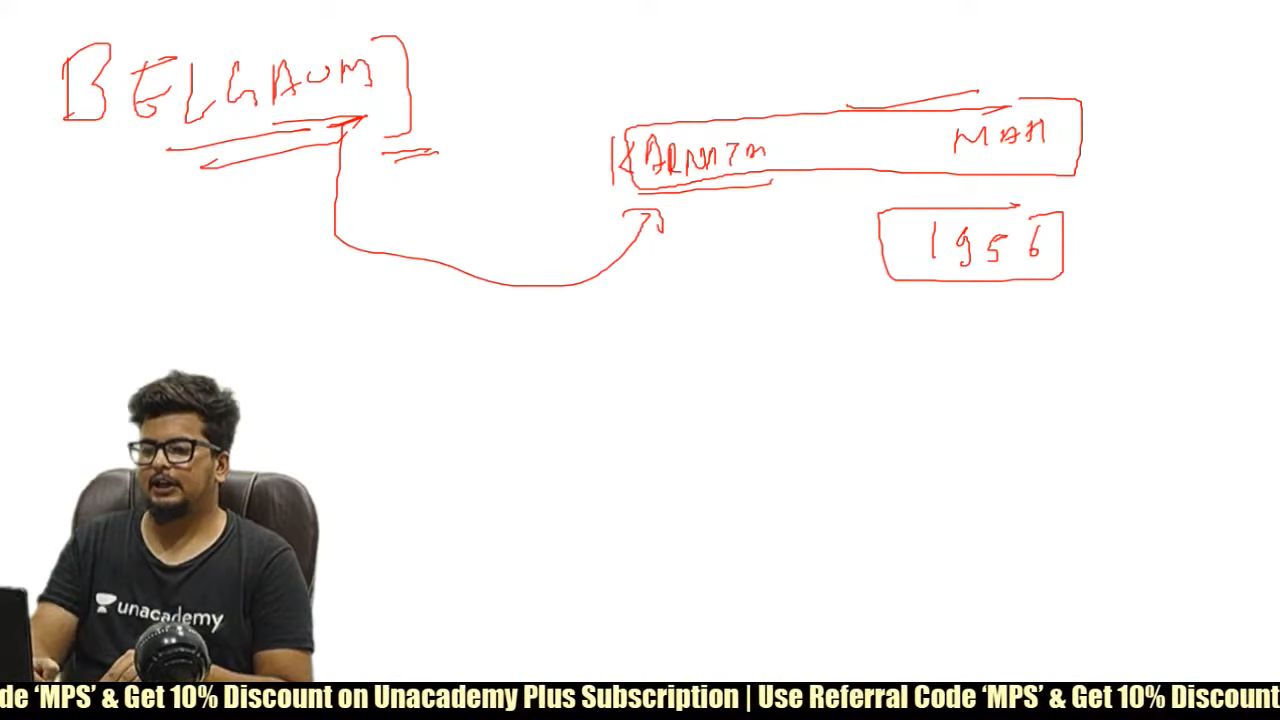 BELGAUM
KARNATA MAH
1956
unacademy
de ‘MPS’ & Get 10% Discount on Unacademy Plus Subscription | Use Referral Code ‘MPS’ & Get 10% Discount